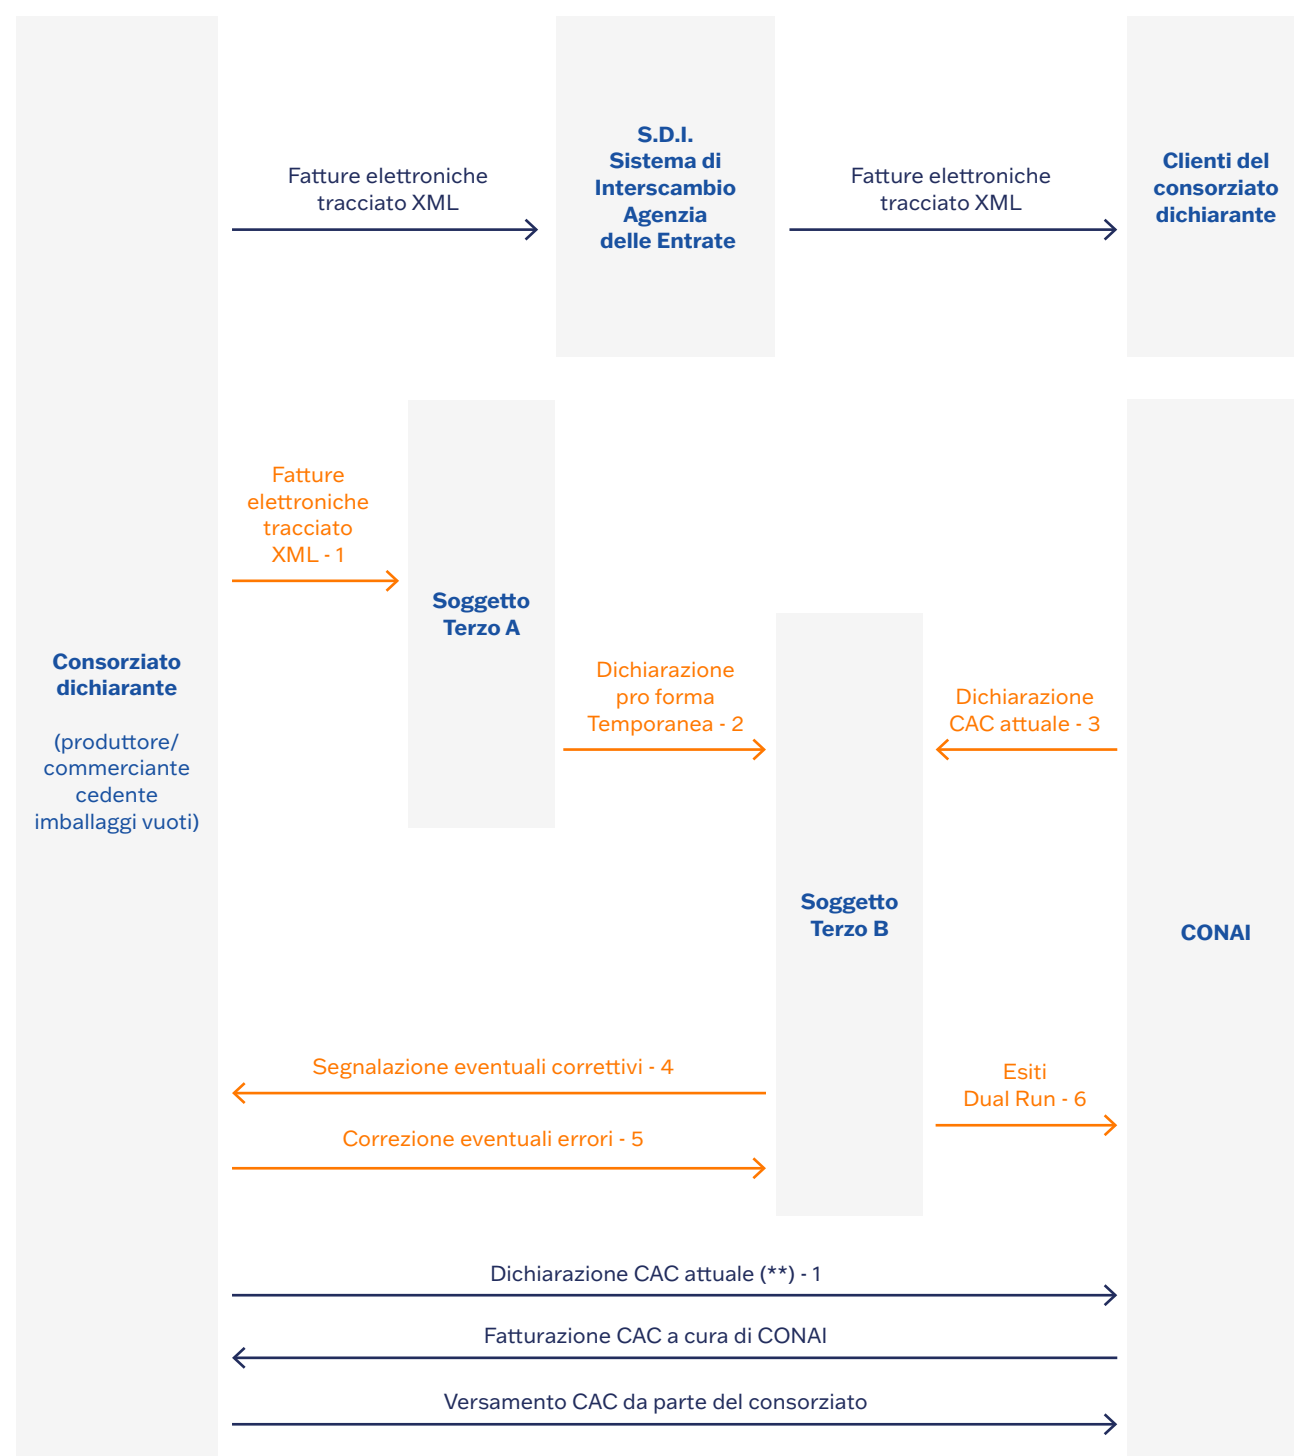 S.D.I.
Sistema di
Interscambio
Agenzia
delle Entrate
Fatture elettroniche
tracciato XML
Fatture elettroniche
tracciato XML
Clienti del
consorziato
dichiarante
Fatture
elettroniche
tracciato
XML - 1
Soggetto
Terzo A
Consorziato
dichiarante
(produttore/
commerciante
cedente
imballaggi vuoti)
Dichiarazione
pro forma
Temporanea - 2
Dichiarazione
CAC attuale - 3
Soggetto
Terzo B
CONAI
Segnalazione eventuali correttivi - 4
Esiti
Dual Run - 6
Correzione eventuali errori - 5
Dichiarazione CAC attuale (**) - 1
Fatturazione CAC a cura di CONAI
Versamento CAC da parte del consorziato